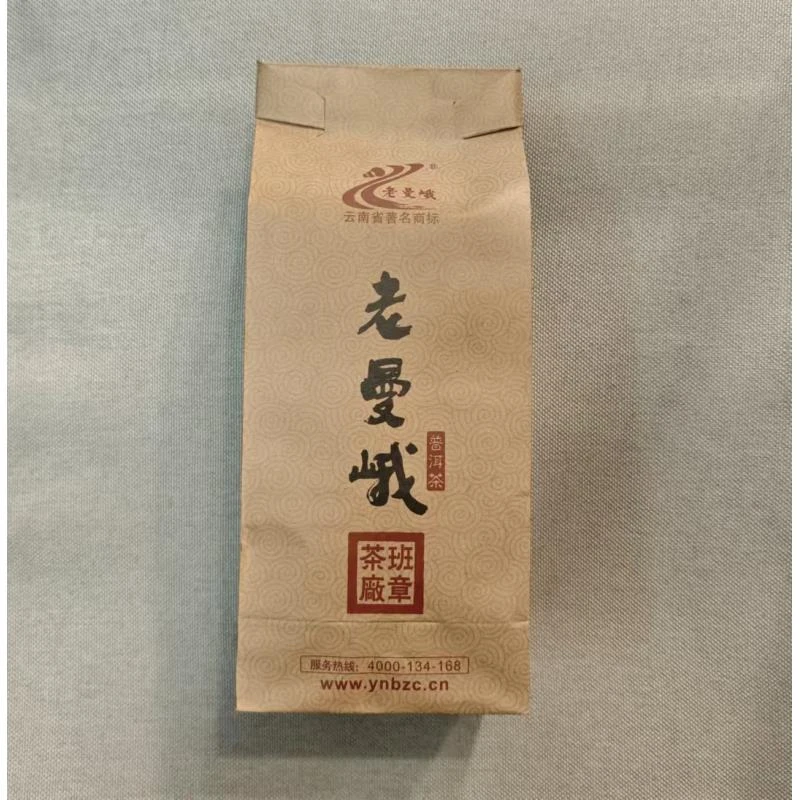 老曼峨®
云南省著名商标
老曼峨
普洱茶
班章
茶廠
服务热线：4000-134-168
www.ynbzc.cn